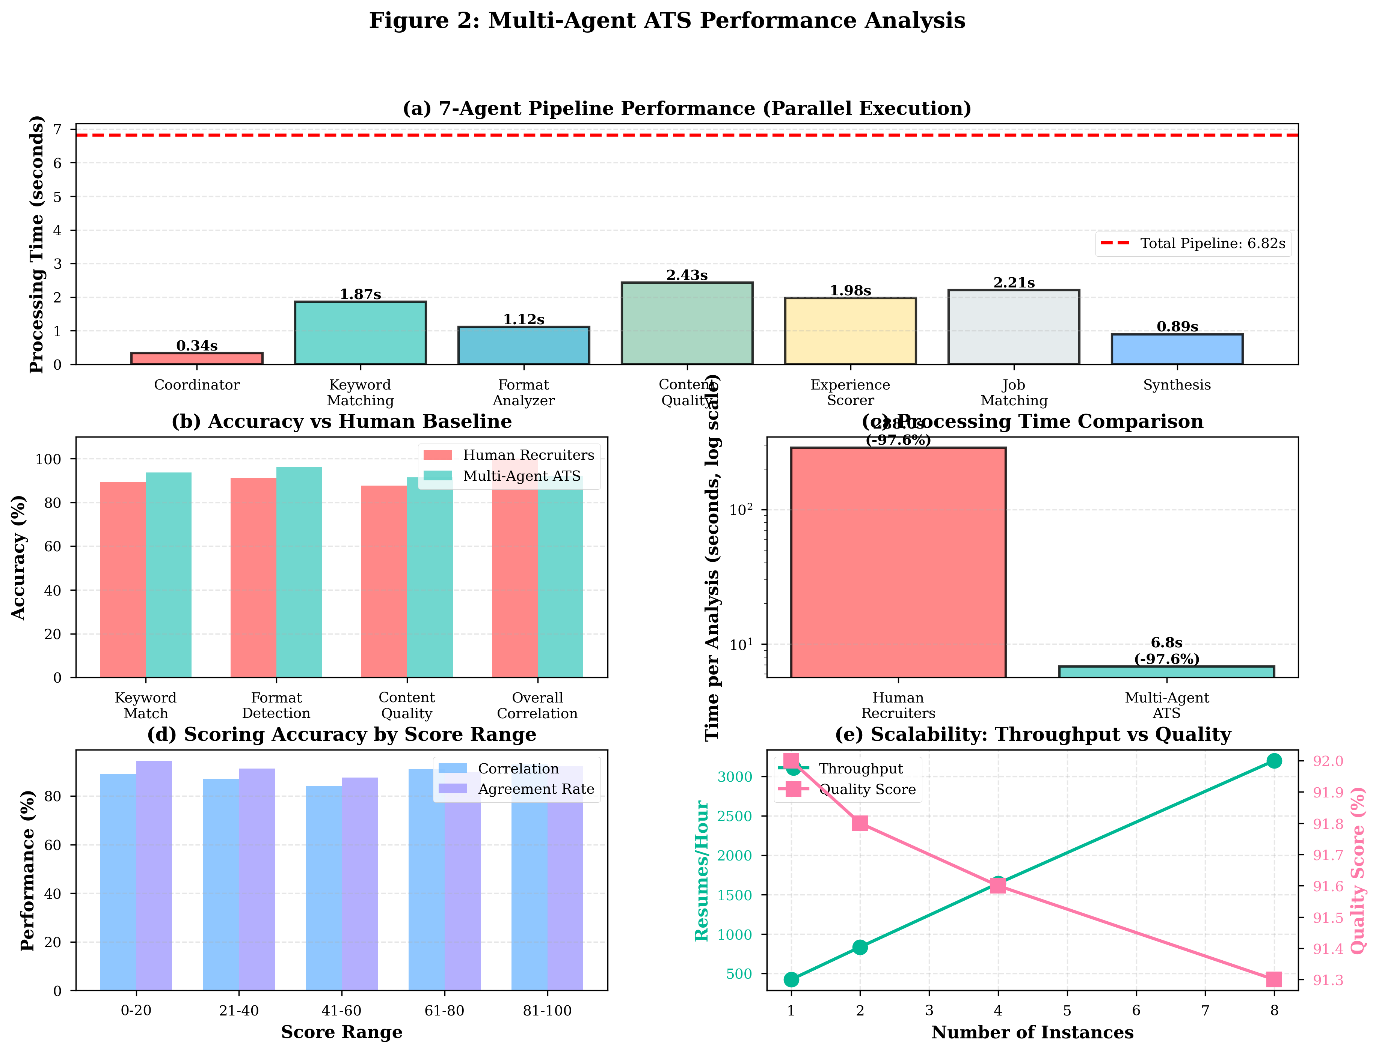 Figure 2: Multi-Agent ATS Performance Analysis
(a) 7-Agent Pipeline Performance (Parallel Execution)
Processing Time (seconds)
7
6
5
4
3
2
1
0
Total Pipeline: 6.82s
0.34s
1.87s
1.12s
2.43s
1.98s
2.21s
0.89s
Coordinator
Keyword
Matching
Format
Analyzer
Content
Quality
Experience
Scorer
Job
Matching
Synthesis
(b) Accuracy vs Human Baseline
Accuracy (%)
100
80
60
40
20
0
Human Recruiters
Multi-Agent ATS
Keyword
Match
Format
Detection
Content
Quality
Overall
Correlation
(c) Processing Time Comparison
Time per Analysis (seconds, log scale)
10²
10¹
288.0s
(-97.6%)
6.8s
(-97.6%)
Human
Recruiters
Multi-Agent
ATS
(d) Scoring Accuracy by Score Range
Performance (%)
80
60
40
20
0
Correlation
Agreement Rate
0-20
21-40
41-60
61-80
81-100
Score Range
(e) Scalability: Throughput vs Quality
Resumes/Hour
3000
2500
2000
1500
1000
500
Throughput
Quality Score
92.0
91.9
91.8
91.7
91.6
91.5
91.4
91.3
Quality Score (%)
1
2
3
4
5
6
7
8
Number of Instances